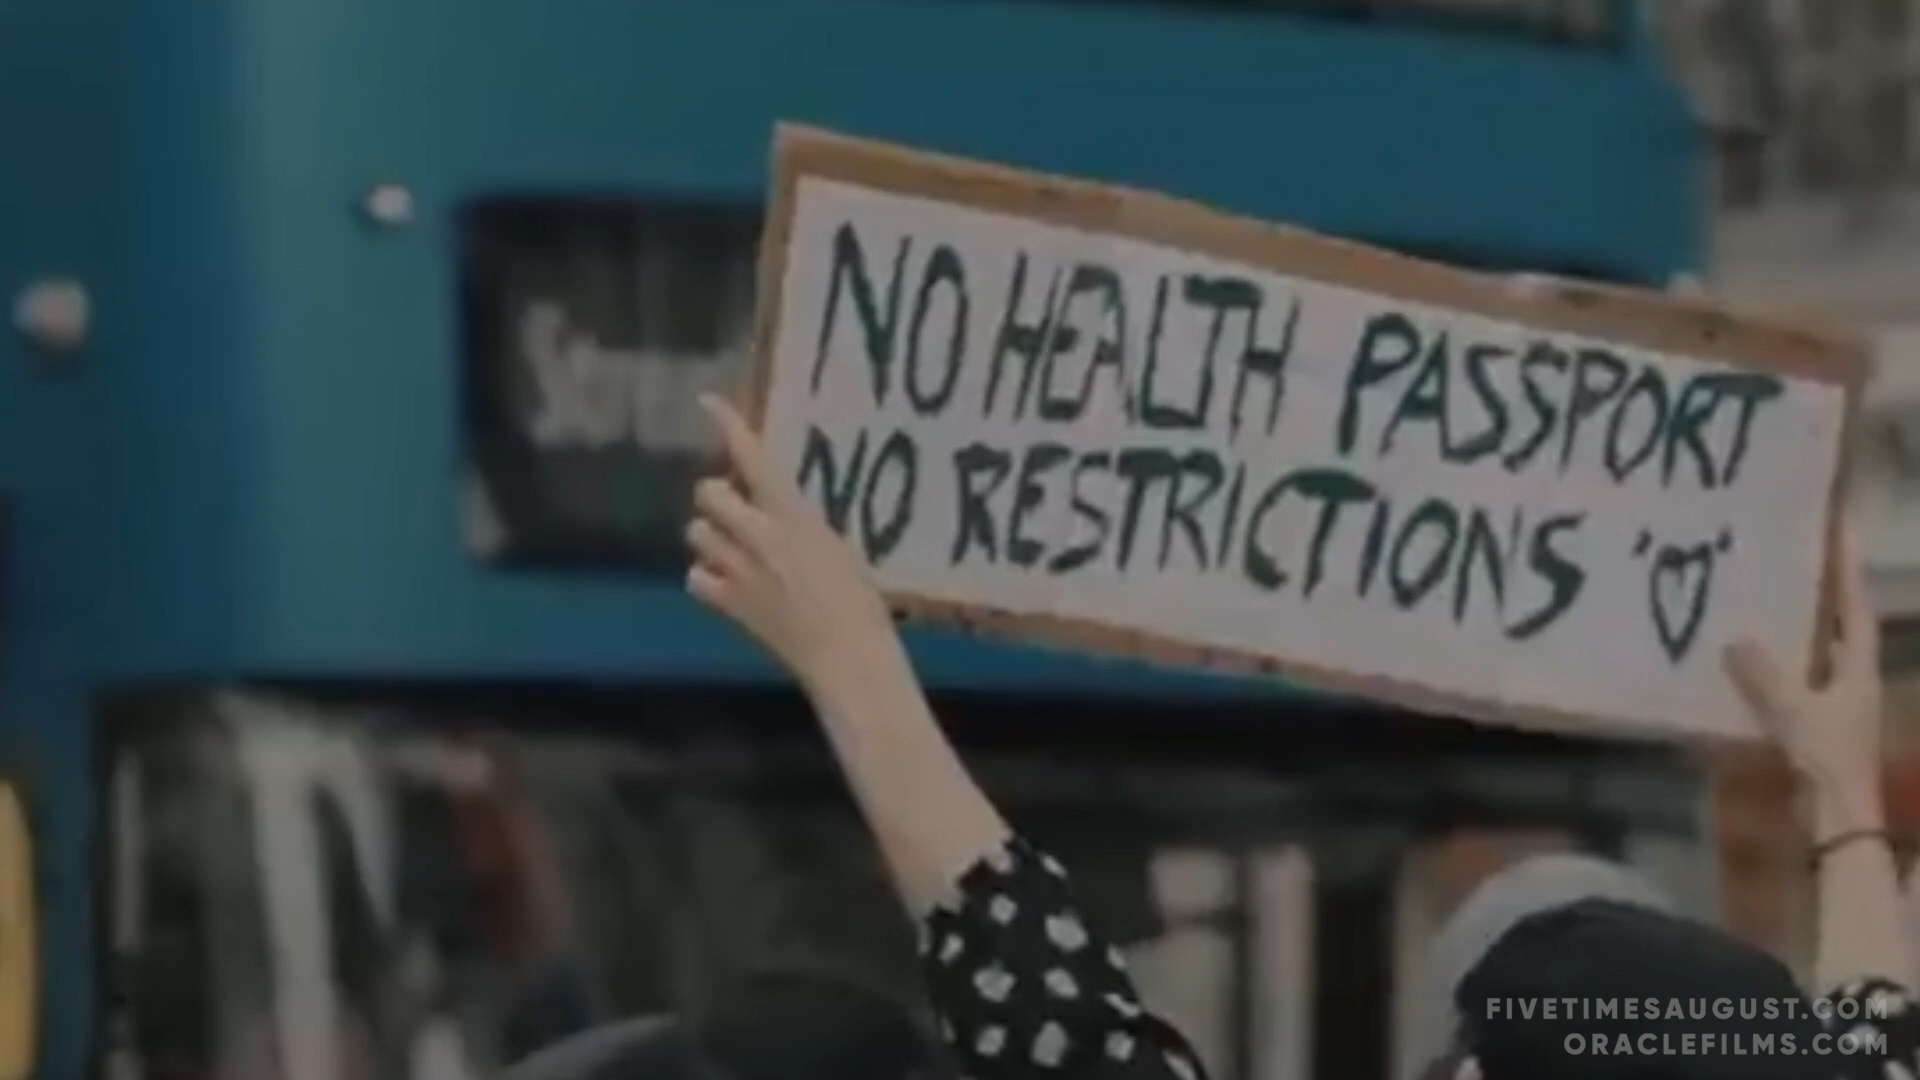 NO HEALTH PASSPORT
NO RESTRICTIONS
FIVETIMESAUGUST.COM
ORACLEFILMS.COM